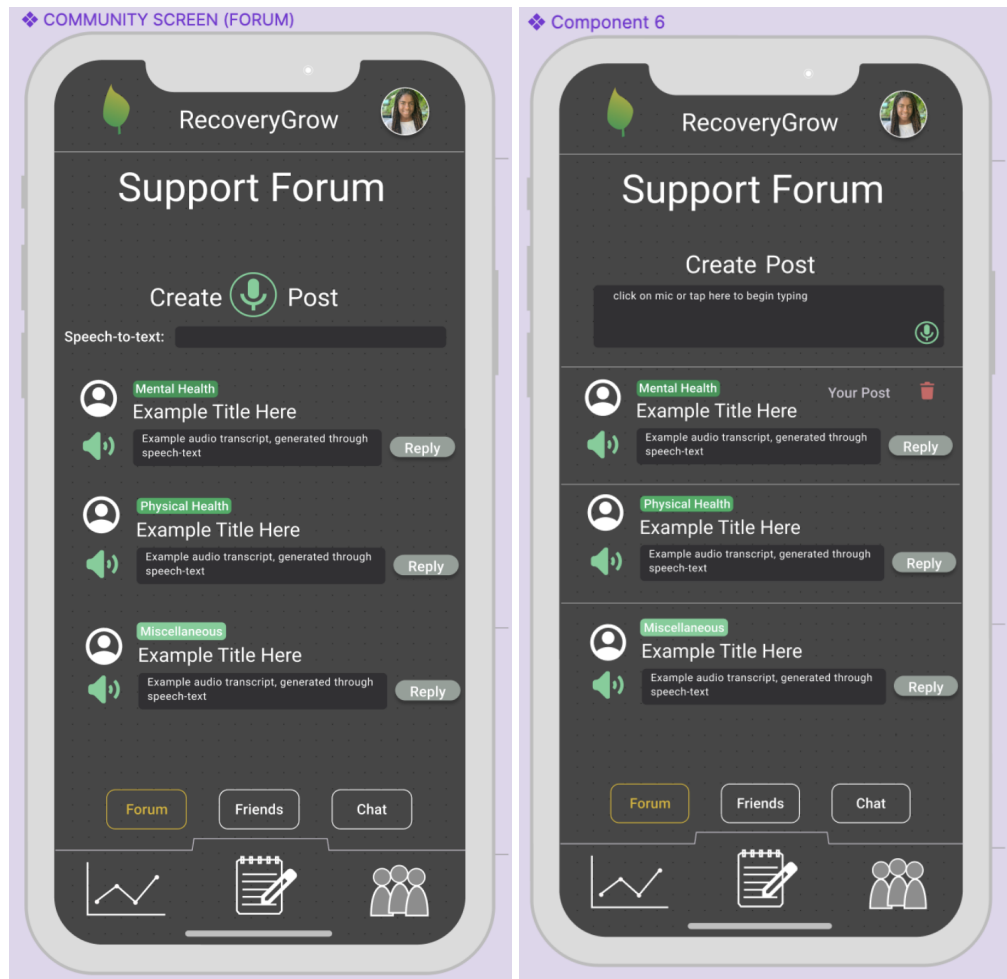 COMMUNITY SCREEN (FORUM)
RecoveryGrow
Support Forum
Create Post
Speech-to-text:
Mental Health
Example Title Here
Example audio transcript, generated through
speech-text
Reply
Physical Health
Example Title Here
Example audio transcript, generated through
speech-text
Reply
Miscellaneous
Example Title Here
Example audio transcript, generated through
speech-text
Reply
Forum Friends Chat
Component 6
RecoveryGrow
Support Forum
Create Post
click on mic or tap here to begin typing
Mental Health
Your Post
Example Title Here
Example audio transcript, generated through
speech-text
Reply
Physical Health
Example Title Here
Example audio transcript, generated through
speech-text
Reply
Miscellaneous
Example Title Here
Example audio transcript, generated through
speech-text
Reply
Forum Friends Chat